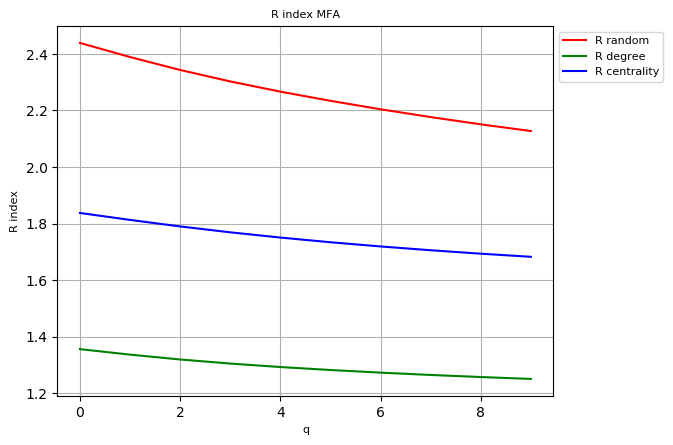 R index MFA
R random
R degree
R centrality
2.4
2.2
2.0
1.8
1.6
1.4
1.2
R index
0 2 4 6 8
q